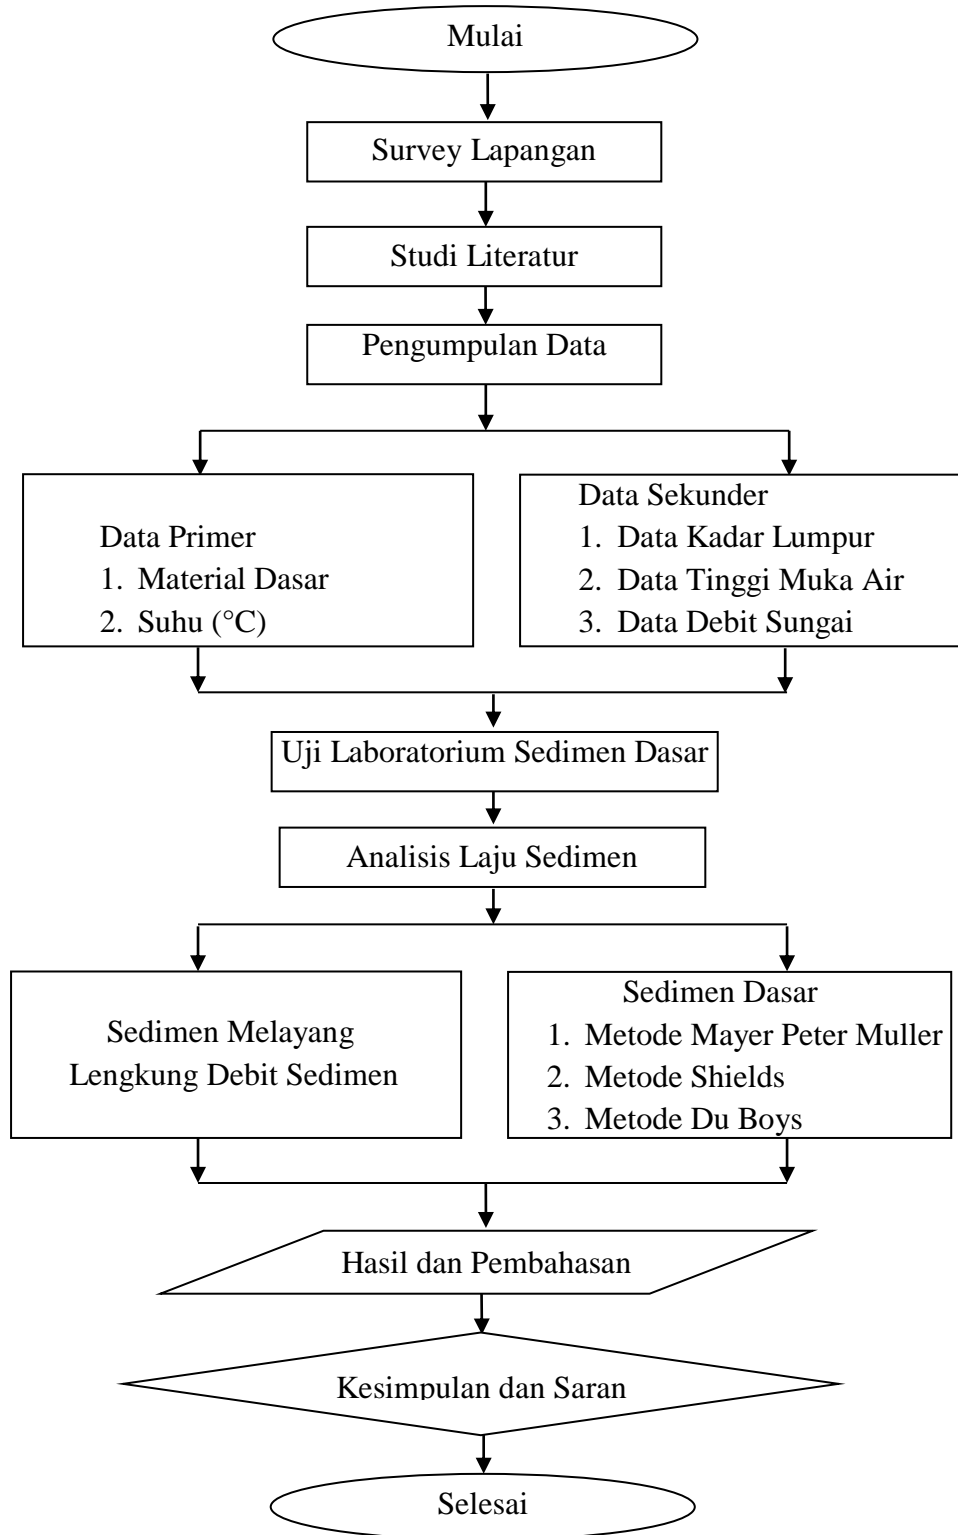 Mulai
Survey Lapangan
Studi Literatur
Pengumpulan Data
Data Primer
1. Material Dasar
2. Suhu (°C)
Data Sekunder
1. Data Kadar Lumpur
2. Data Tinggi Muka Air
3. Data Debit Sungai
Uji Laboratorium Sedimen Dasar
Analisis Laju Sedimen
Sedimen Melayang
Lengkung Debit Sedimen
Sedimen Dasar
1. Metode Mayer Peter Muller
2. Metode Shields
3. Metode Du Boys
Hasil dan Pembahasan
Kesimpulan dan Saran
Selesai